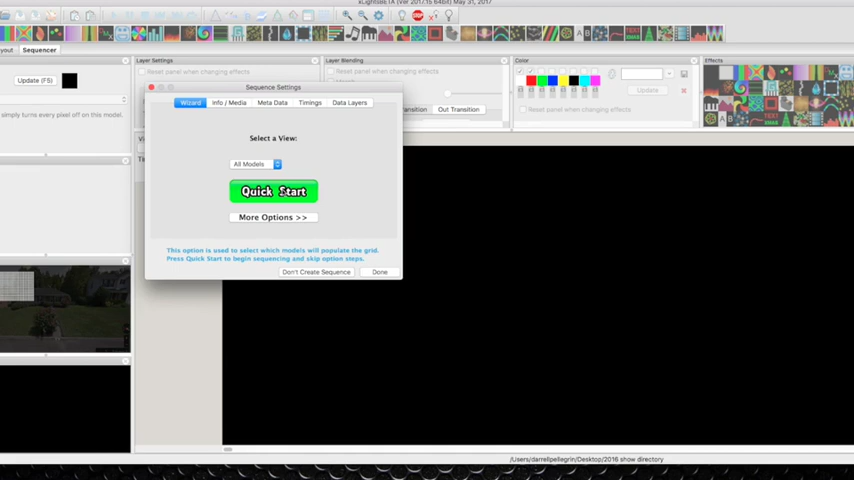 xLightsBETA (Ver 2017.15 64bit) May 31, 2017
Sequencer
Update (F5)
simply turns every pixel off on this model.
Layer Settings
Reset panel when changing effects
Layer Blending
Reset panel when changing effects
Out Transition
Color
Update
Reset panel when changing effects
Effects
Sequence Settings
Wizard
Info / Media
Meta Data
Timings
Data Layers
Select a View:
All Models
Quick Start
More Options >>
This option is used to select which models will populate the grid.
Press Quick Start to begin sequencing and skip option steps.
Don't Create Sequence
Done
/Users/darrellpellegrin/Desktop/2016 show directory